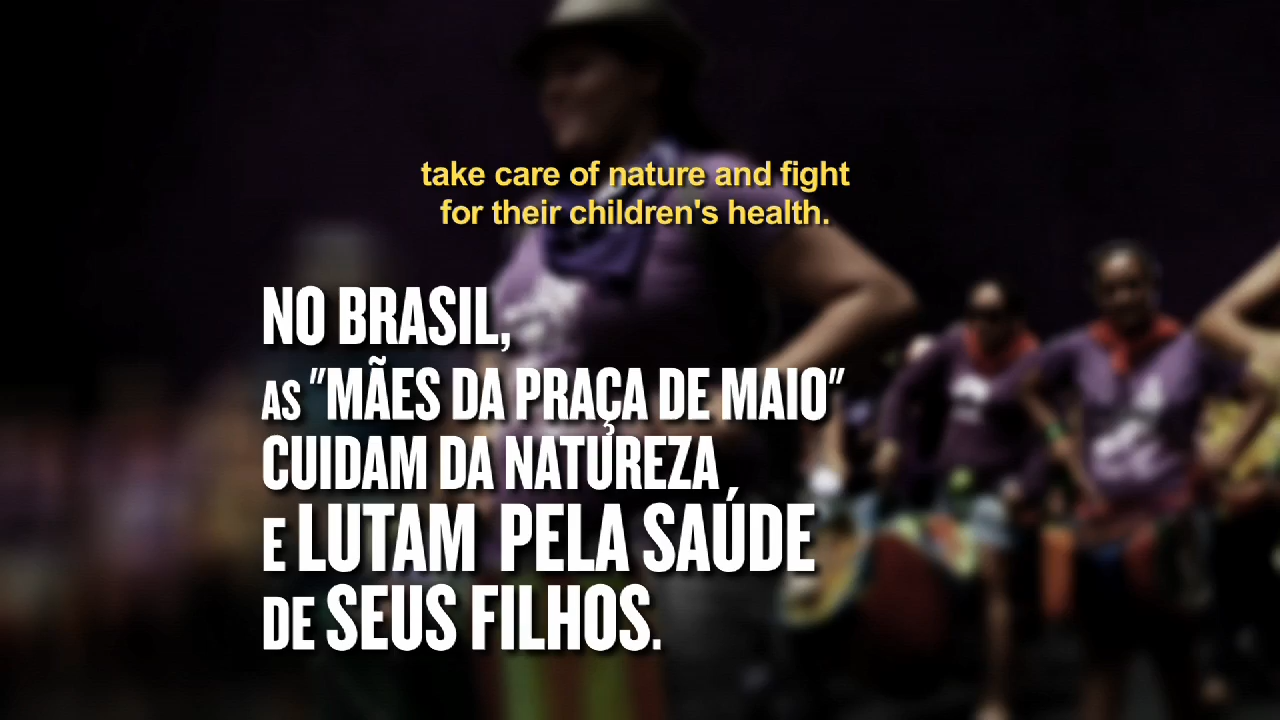 take care of nature and fight
for their children's health.
NO BRASIL,
AS "MÃES DA PRAÇA DE MAIO"
CUIDAM DA NATUREZA
E LUTAM PELA SAÚDE
DE SEUS FILHOS.